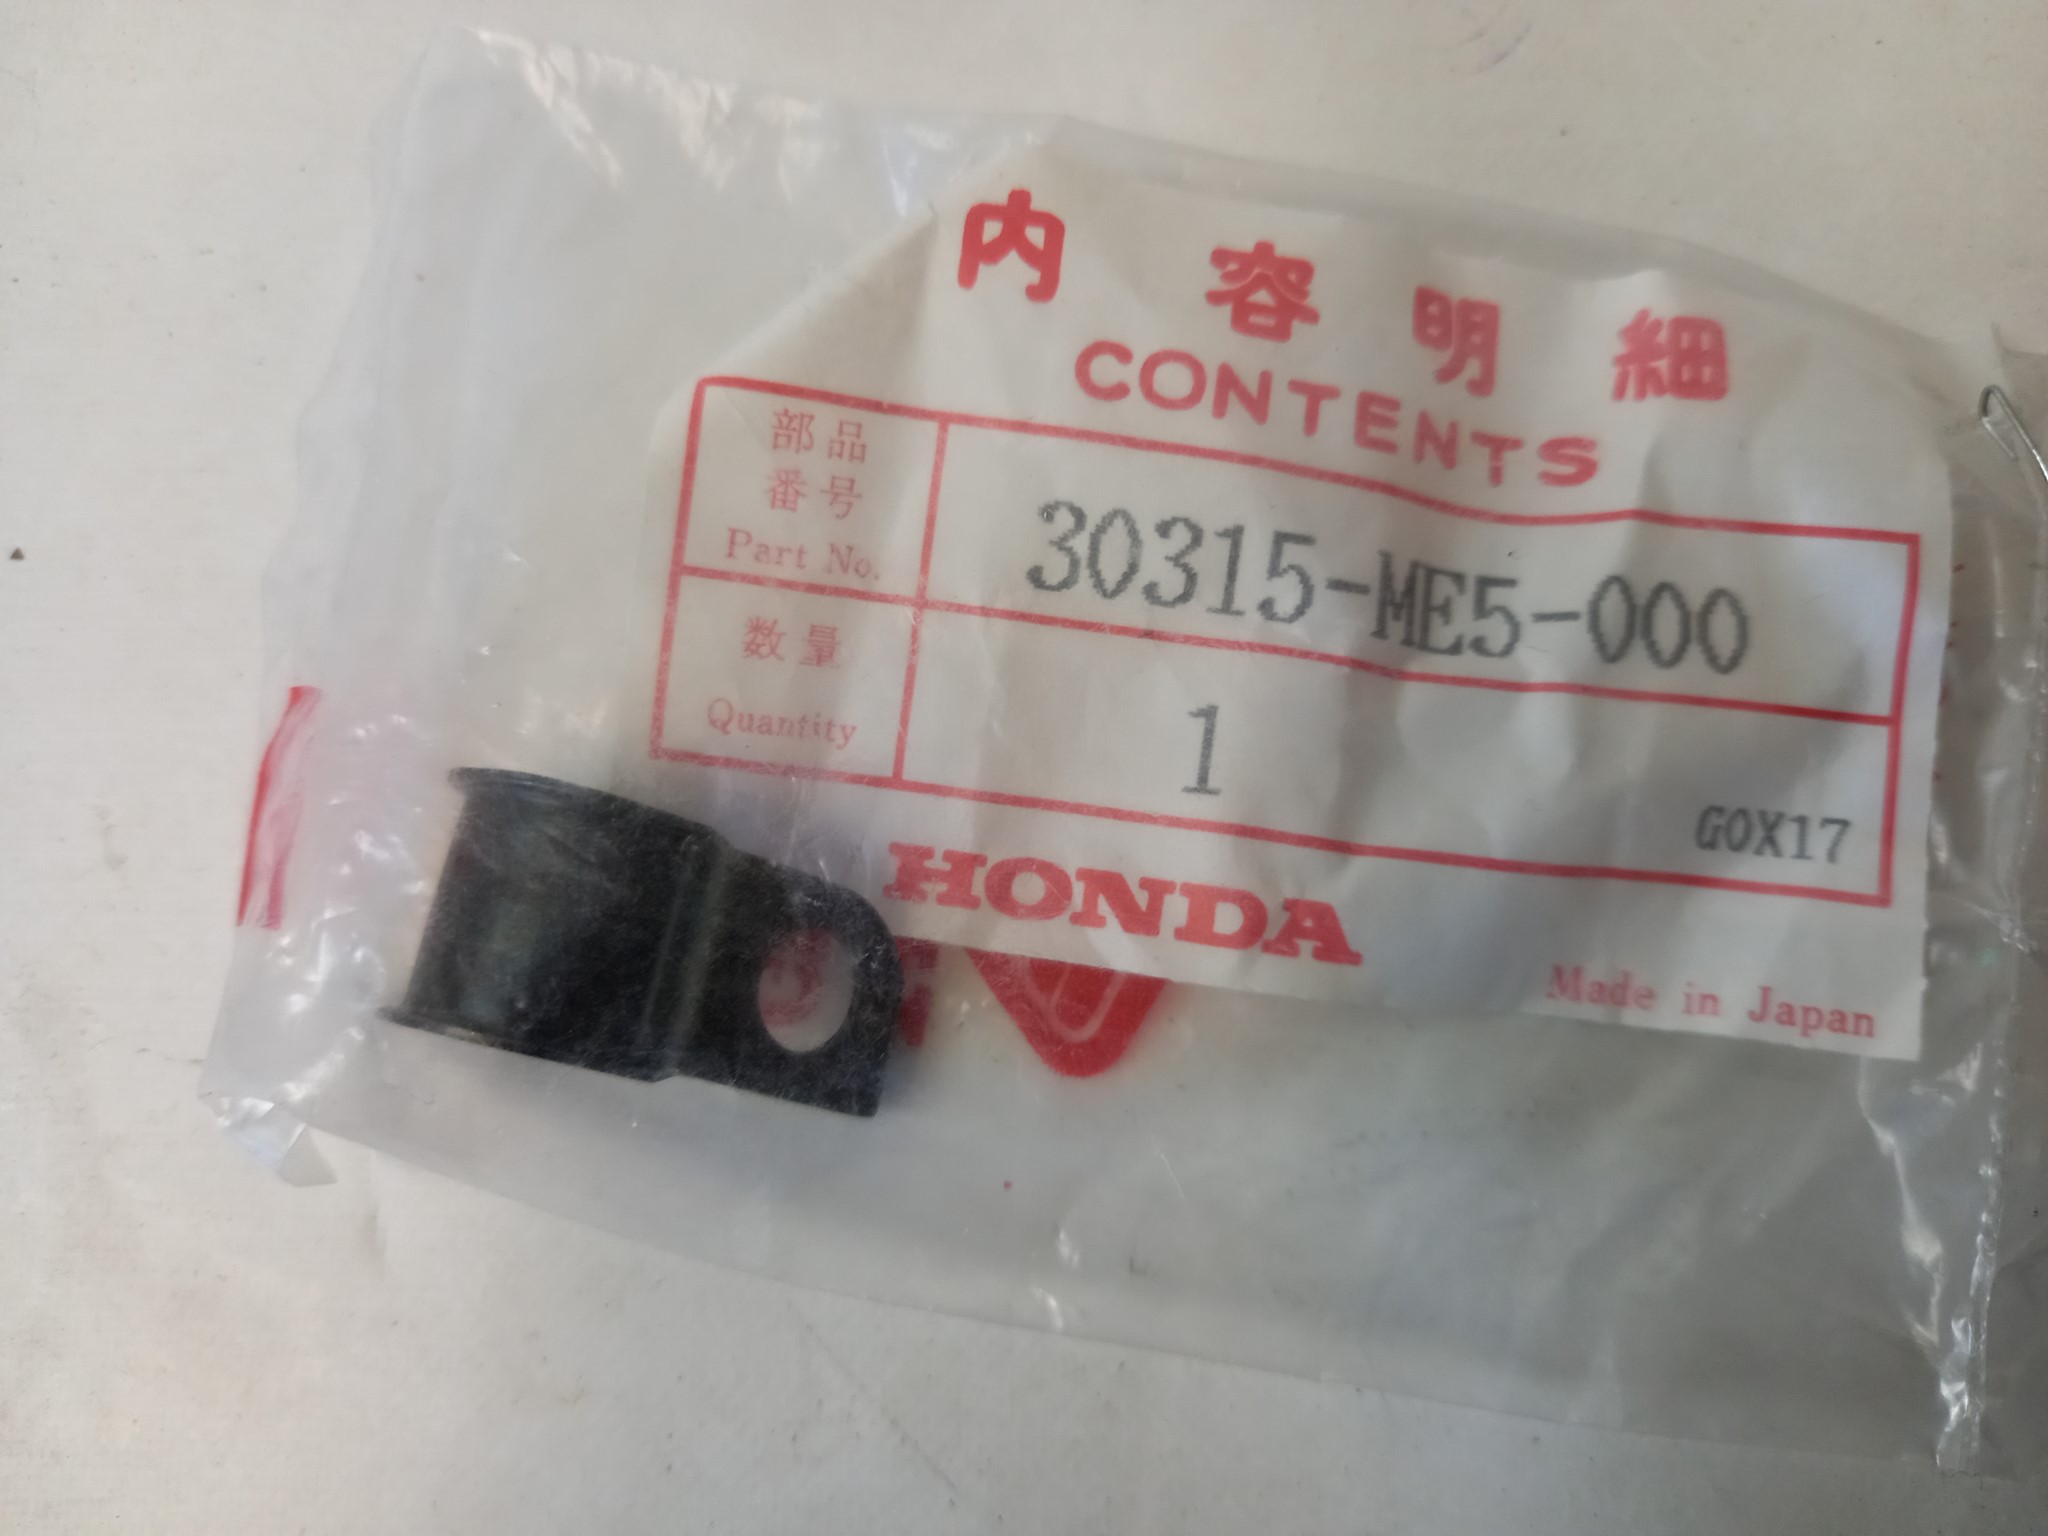 内容明細
CONTENTS
部品
番号
Part No.
30315-ME5-000
数量
Quantity
1
G0X17
HONDA
Made in Japan